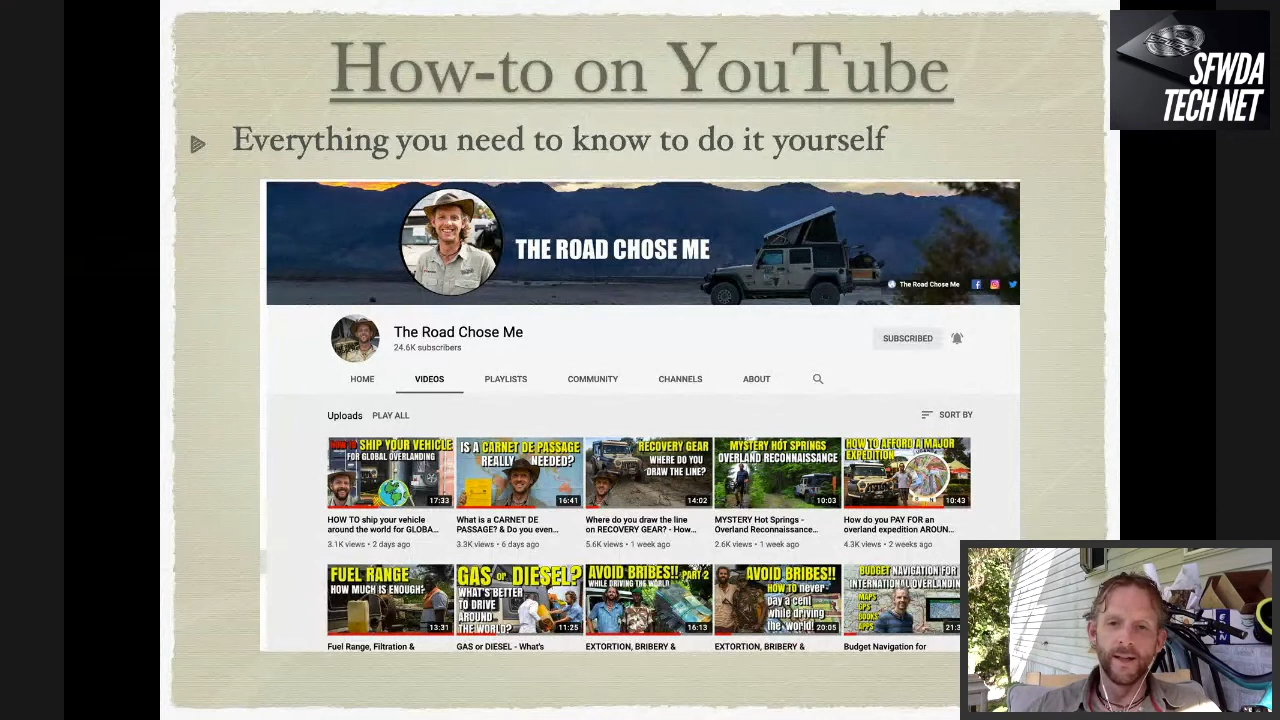 How-to on YouTube
SFWDA
TECH NET
Everything you need to know to do it yourself
THE ROAD CHOSE ME
The Road Chose Me
The Road Chose Me
24.6K subscribers
SUBSCRIBED
HOME VIDEOS PLAYLISTS COMMUNITY CHANNELS ABOUT
Uploads PLAY ALL
SORT BY
HOW TO SHIP YOUR VEHICLE
FOR GLOBAL OVERLANDING
17:33
IS A CARNET DE PASSAGE
REALLY NEEDED?
16:41
RECOVERY GEAR
WHERE DO YOU
DRAW THE LINE?
14:02
MYSTERY HOT SPRINGS
OVERLAND RECONNAISSANCE
10:03
HOW TO AFFORD A MAJOR
EXPEDITION
10:43
HOW TO ship your vehicle
around the world for GLOBA...
3.1K views • 2 days ago
What is a CARNET DE
PASSAGE? & Do you even...
3.3K views • 6 days ago
Where do you draw the line
on RECOVERY GEAR? - How...
5.6K views • 1 week ago
MYSTERY Hot Springs -
Overland Reconnaissance...
2.6K views • 1 week ago
How do you PAY FOR an
overland expedition AROUN...
4.3K views • 2 weeks ago
FUEL RANGE
HOW MUCH IS ENOUGH?
13:31
GAS or DIESEL?
WHAT'S BETTER
TO DRIVE
AROUND
THE WORLD?
11:25
AVOID BRIBES!! PART 2
WHILE DRIVING THE WORLD
16:13
AVOID BRIBES!!
HOW TO never
pay a cent
while driving
the world!
20:05
BUDGET NAVIGATION FOR
INTERNATIONAL OVERLANDING
MAPS
GPS
BOOKS
APPS
21:3
Fuel Range, Filtration &
GAS or DIESEL - What's
EXTORTION, BRIBERY &
EXTORTION, BRIBERY &
Budget Navigation for